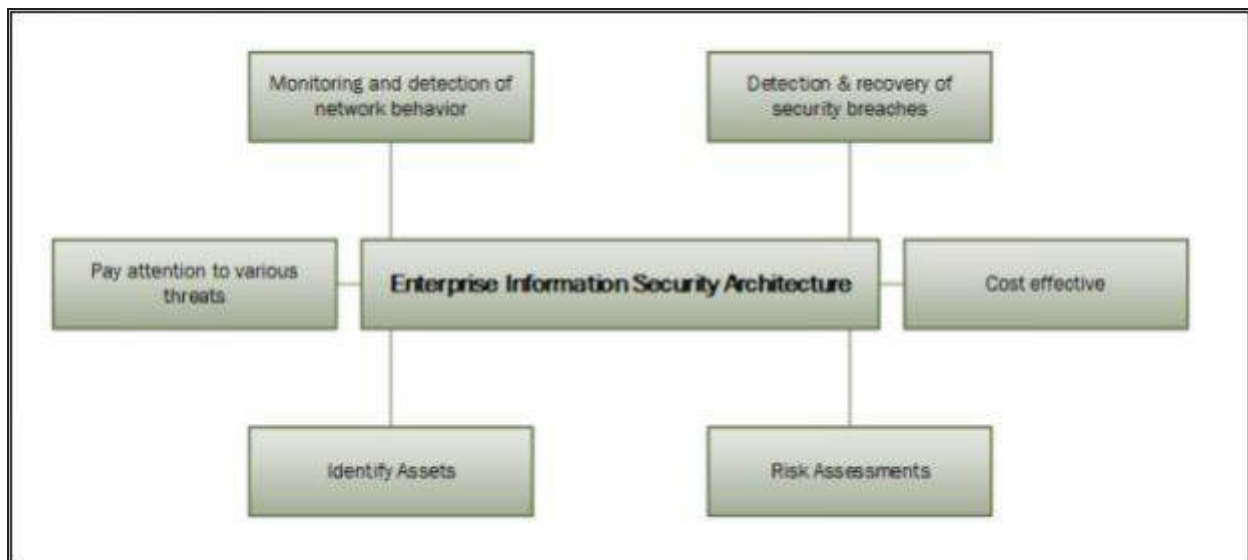 Monitoring and detection of
network behavior
Detection & recovery of
security breaches
Pay attention to various
threats
Enterprise Information Security Architecture
Cost effective
Identify Assets
Risk Assessments